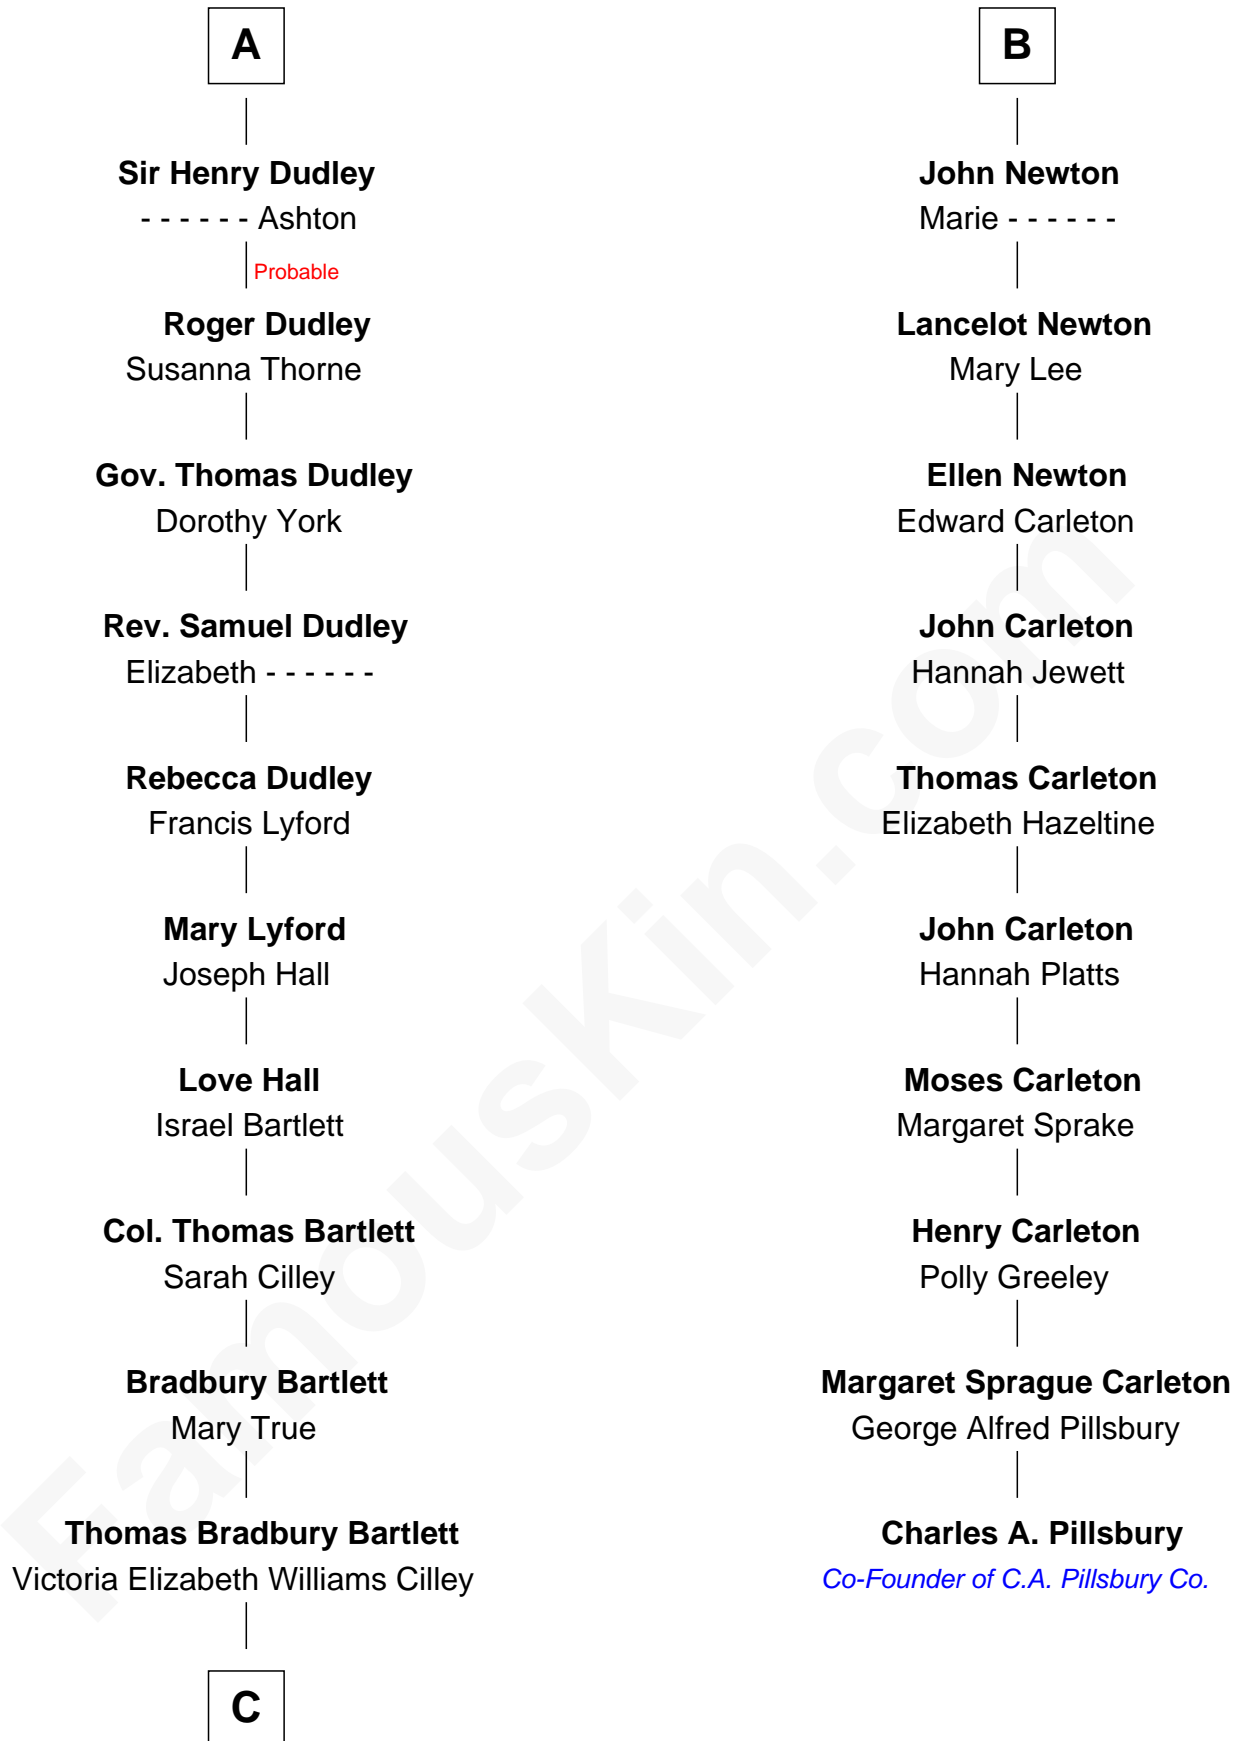 A
Sir Henry Dudley
- - - - - - Ashton
Probable
Roger Dudley
Susanna Thorne
Gov. Thomas Dudley
Dorothy York
Rev. Samuel Dudley
Elizabeth - - - - - -
Rebecca Dudley
Francis Lyford
Mary Lyford
Joseph Hall
Love Hall
Israel Bartlett
Col. Thomas Bartlett
Sarah Cilley
Bradbury Bartlett
Mary True
Thomas Bradbury Bartlett
Victoria Elizabeth Williams Cilley
C
B
John Newton
Marie - - - - - -
Lancelot Newton
Mary Lee
Ellen Newton
Edward Carleton
John Carleton
Hannah Jewett
Thomas Carleton
Elizabeth Hazeltine
John Carleton
Hannah Platts
Moses Carleton
Margaret Sprake
Henry Carleton
Polly Greeley
Margaret Sprague Carleton
George Alfred Pillsbury
Charles A. Pillsbury
Co-Founder of C.A. Pillsbury Co.
FamousKin.com